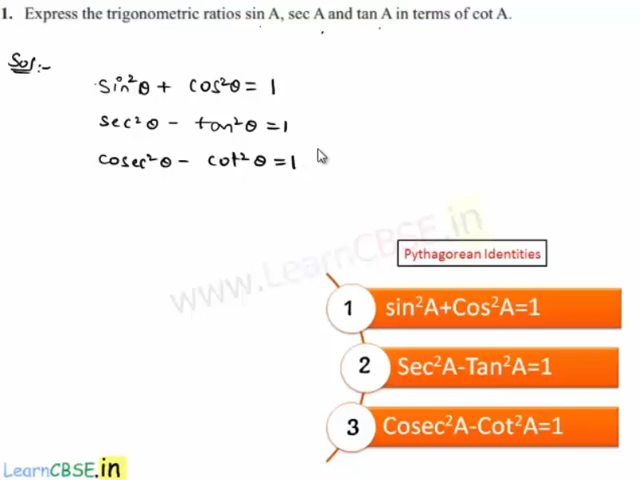 1. Express the trigonometric ratios sin A, sec A and tan A in terms of cot A.
Sol:-
sin²θ + cos²θ = 1
sec²θ - tan²θ = 1
cosec²θ - cot²θ = 1
www.LearnCBSE.in
Pythagorean Identities
1 sin²A+Cos²A=1
2 Sec²A-Tan²A=1
3 Cosec²A-Cot²A=1
LearnCBSE.in